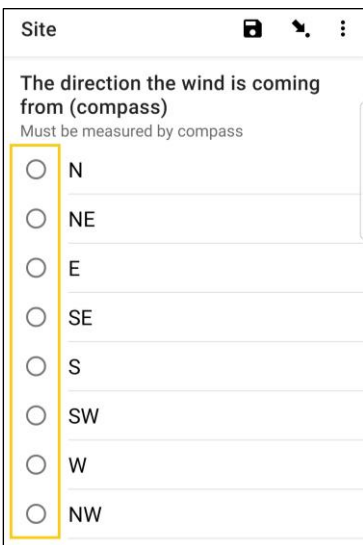 Site
The direction the wind is coming
from (compass)
Must be measured by compass
N
NE
E
SE
S
SW
W
NW